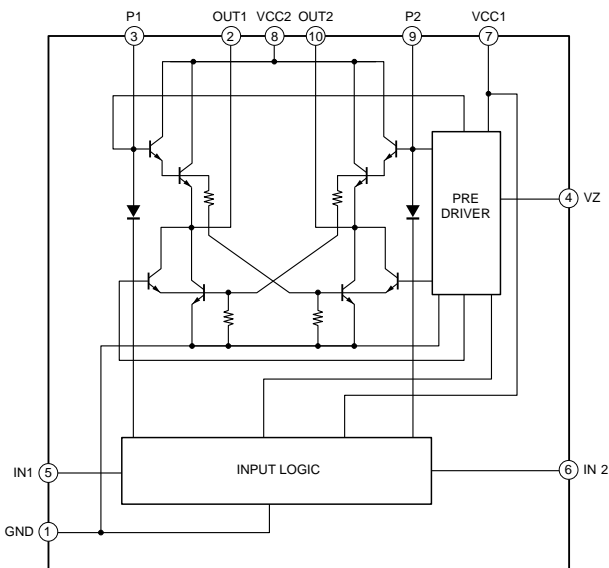 P1 OUT1 VCC2 OUT2 P2 VCC1
3 2 8 10 9 7
PRE
DRIVER
4 VZ
INPUT LOGIC
IN1 5
6 IN 2
GND 1